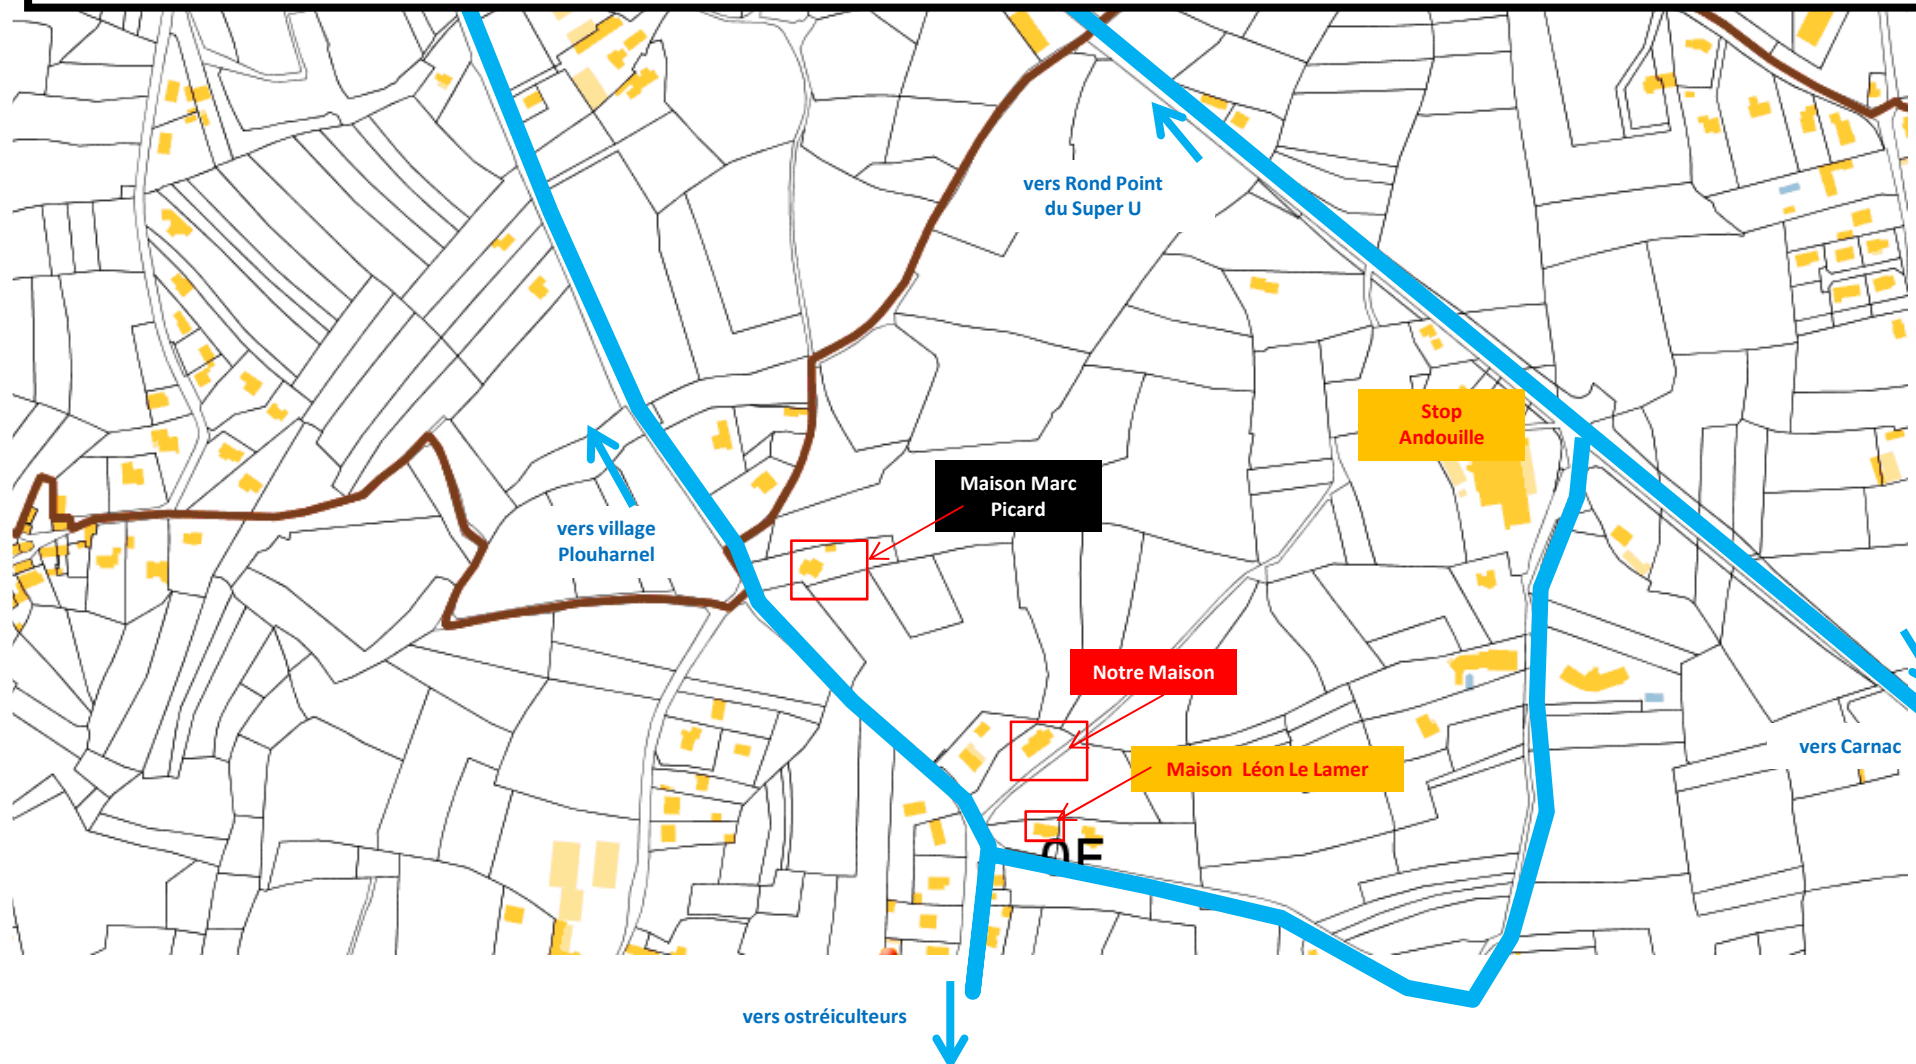 vers Rond Point
du Super U
Stop
Andouille
Maison Marc
Picard
vers village
Plouharnel
Notre Maison
vers Carnac
Maison Léon Le Lamer
vers ostréiculteurs